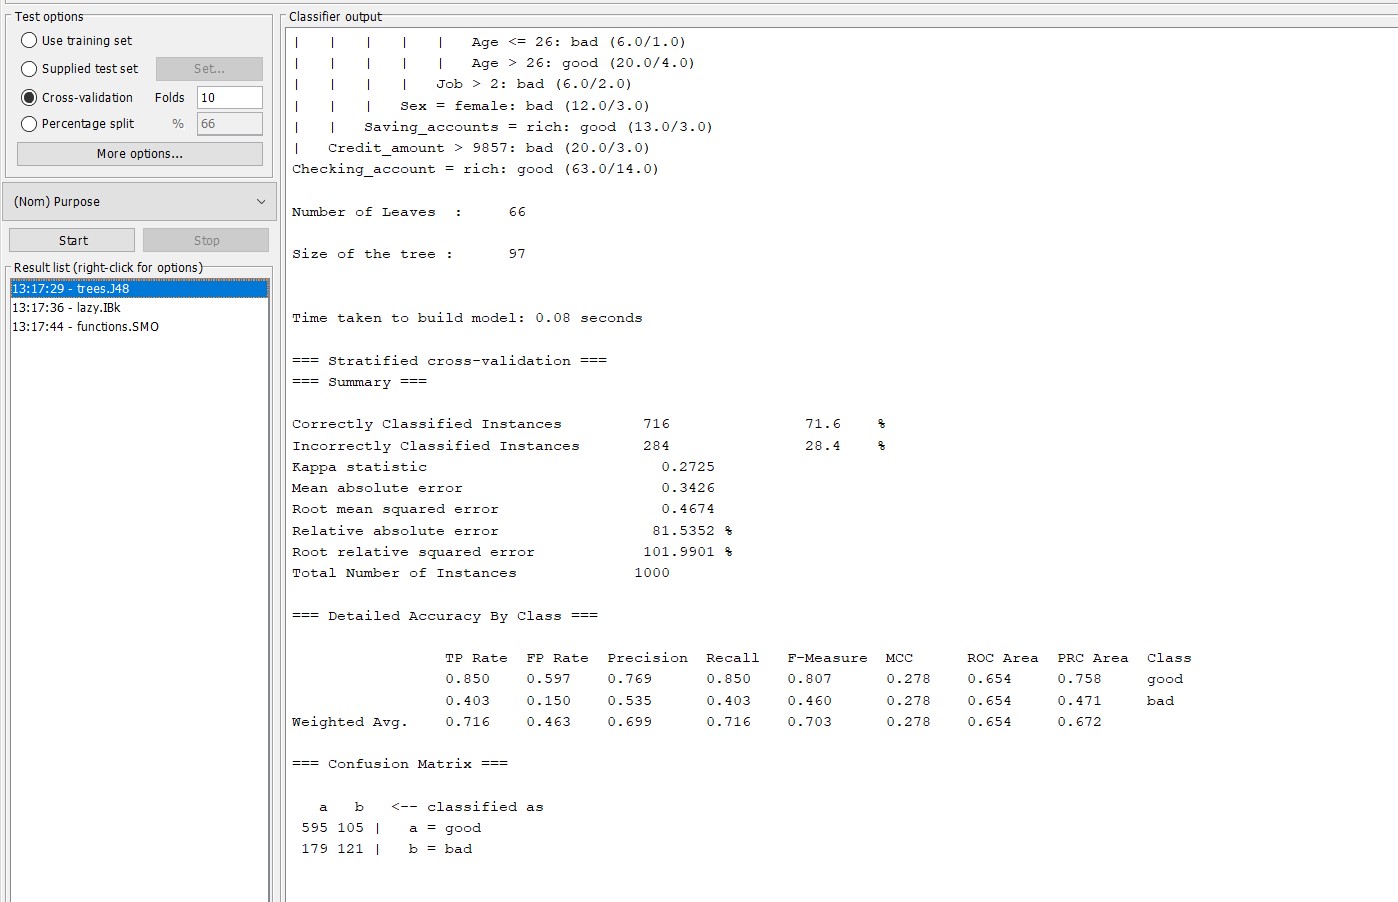 Test options
Use training set
Supplied test set Set...
Cross-validation Folds 10
Percentage split % 66
More options...
(Nom) Purpose
Start Stop
Result list (right-click for options)
13:17:29 - trees.J48
13:17:36 - lazy.IBk
13:17:44 - functions.SMO
Classifier output
| | | | | Age <= 26: bad (6.0/1.0)
| | | | | Age > 26: good (20.0/4.0)
| | | | Job > 2: bad (6.0/2.0)
| | | Sex = female: bad (12.0/3.0)
| | Saving_accounts = rich: good (13.0/3.0)
| Credit_amount > 9857: bad (20.0/3.0)
Checking_account = rich: good (63.0/14.0)
Number of Leaves : 66
Size of the tree : 97
Time taken to build model: 0.08 seconds
=== Stratified cross-validation ===
=== Summary ===
Correctly Classified Instances 716 71.6 %
Incorrectly Classified Instances 284 28.4 %
Kappa statistic 0.2725
Mean absolute error 0.3426
Root mean squared error 0.4674
Relative absolute error 81.5352 %
Root relative squared error 101.9901 %
Total Number of Instances 1000
=== Detailed Accuracy By Class ===
TP Rate FP Rate Precision Recall F-Measure MCC ROC Area PRC Area Class
0.850 0.597 0.769 0.850 0.807 0.278 0.654 0.758 good
0.403 0.150 0.535 0.403 0.460 0.278 0.654 0.471 bad
Weighted Avg. 0.716 0.463 0.699 0.716 0.703 0.278 0.654 0.672
=== Confusion Matrix ===
a b <-- classified as
595 105 | a = good
179 121 | b = bad